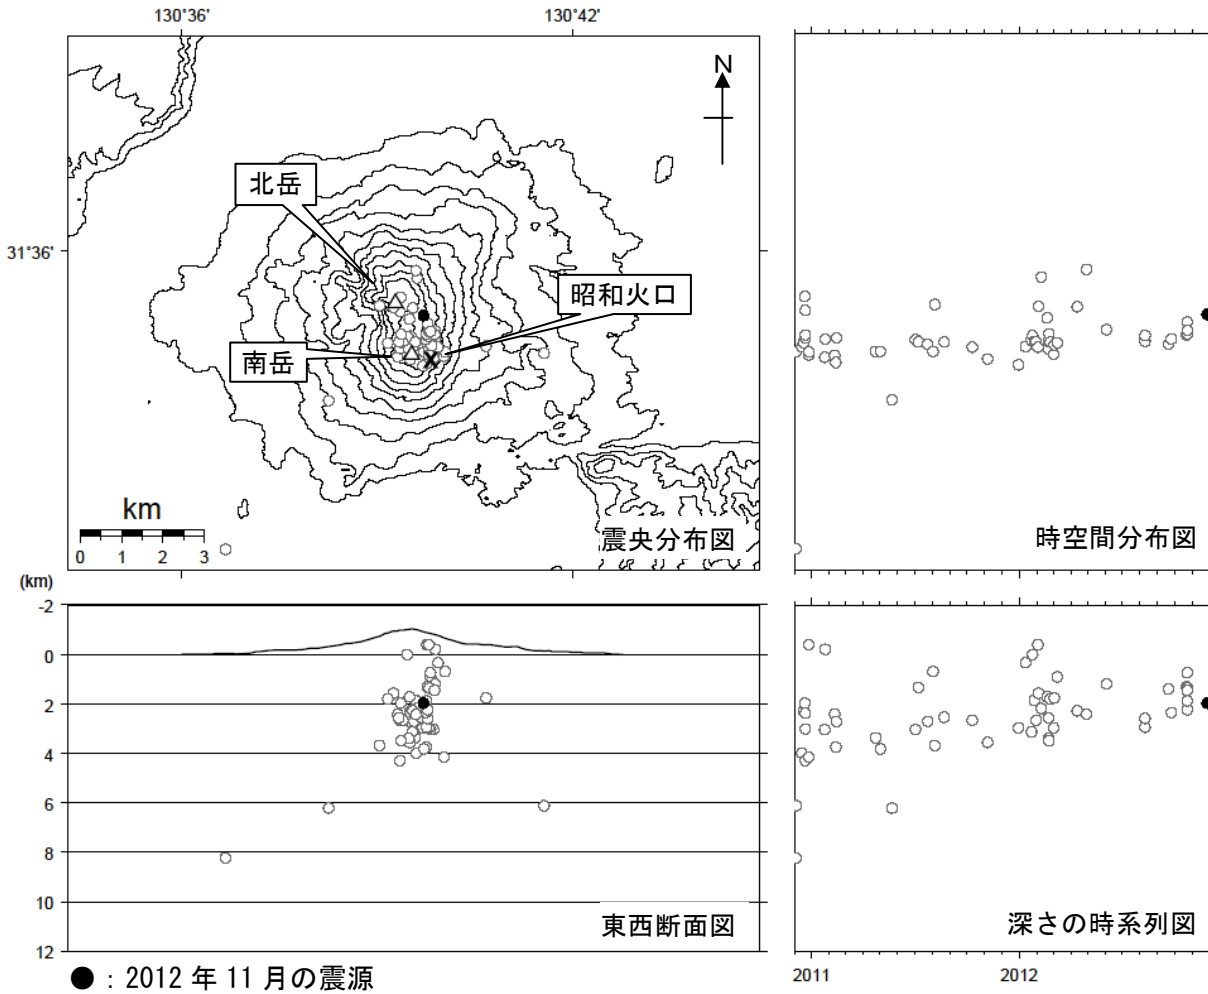 130°36'
130°42'
N
北岳
31°36'
昭和火口
南岳
km
0 1 2 3
震央分布図
時空間分布図
(km)
-2
0
2
4
6
8
10
12
東西断面図
深さの時系列図
2011
2012
●：2012 年 11 月の震源